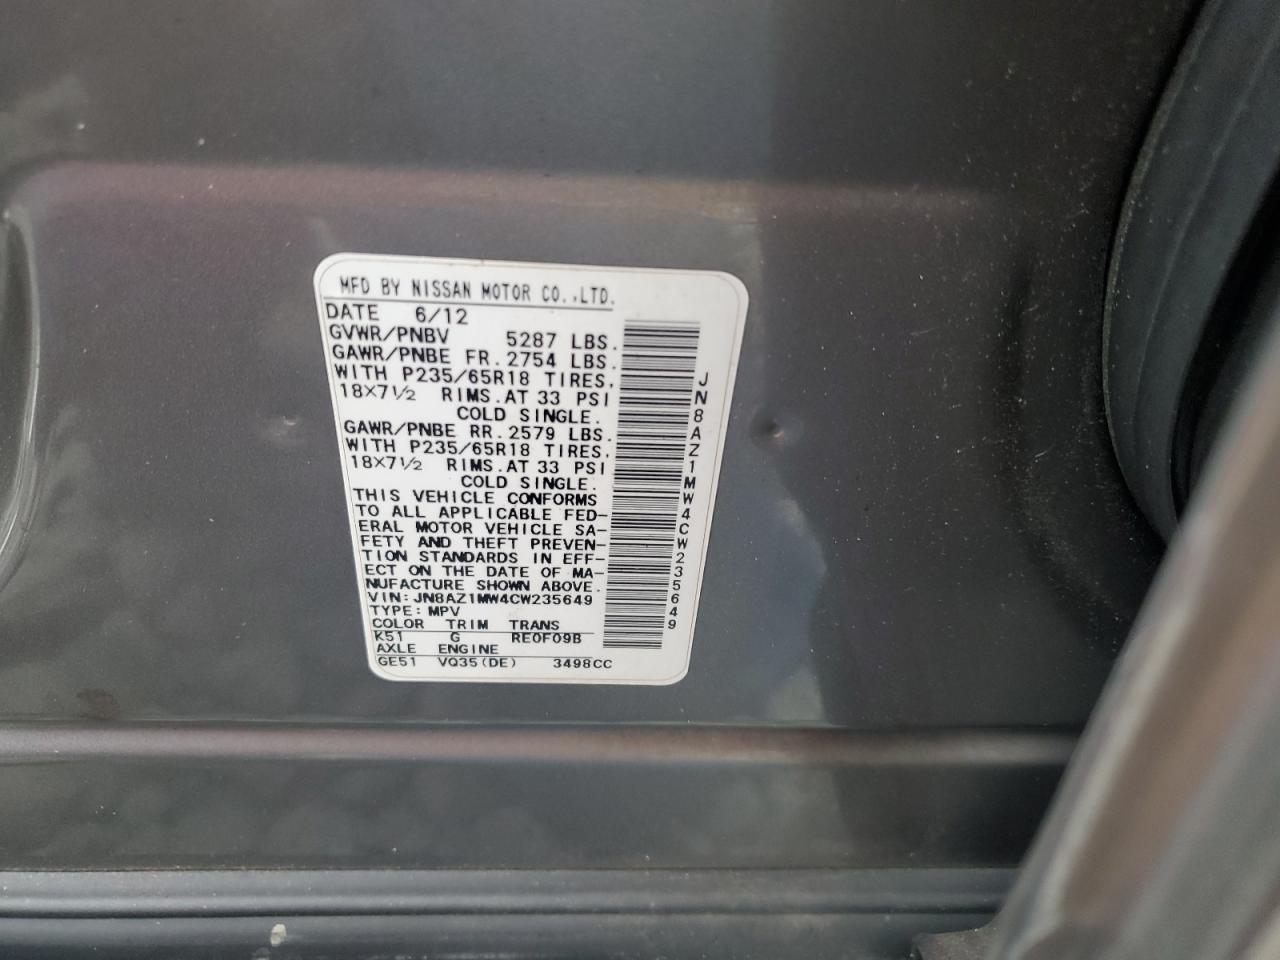 MFD BY NISSAN MOTOR CO.,LTD.
DATE 6/12
GVWR/PNBV 5287 LBS.
GAWR/PNBE FR. 2754 LBS.
WITH P235/65R18 TIRES,
18×7½ RIMS. AT 33 PSI
COLD SINGLE.
GAWR/PNBE RR. 2579 LBS.
WITH P235/65R18 TIRES,
18×7½ RIMS. AT 33 PSI
COLD SINGLE.
THIS VEHICLE CONFORMS
TO ALL APPLICABLE FED-
ERAL MOTOR VEHICLE SA-
FETY AND THEFT PREVEN-
TION STANDARDS IN EFF-
ECT ON THE DATE OF MA-
NUFACTURE SHOWN ABOVE.
VIN: JN8AZ1MW4CW235649
TYPE: MPV
COLOR TRIM TRANS
K51 G RE0F09B
AXLE ENGINE
GE51 VQ35(DE) 3498CC
JN8AZ1MW4CW235649